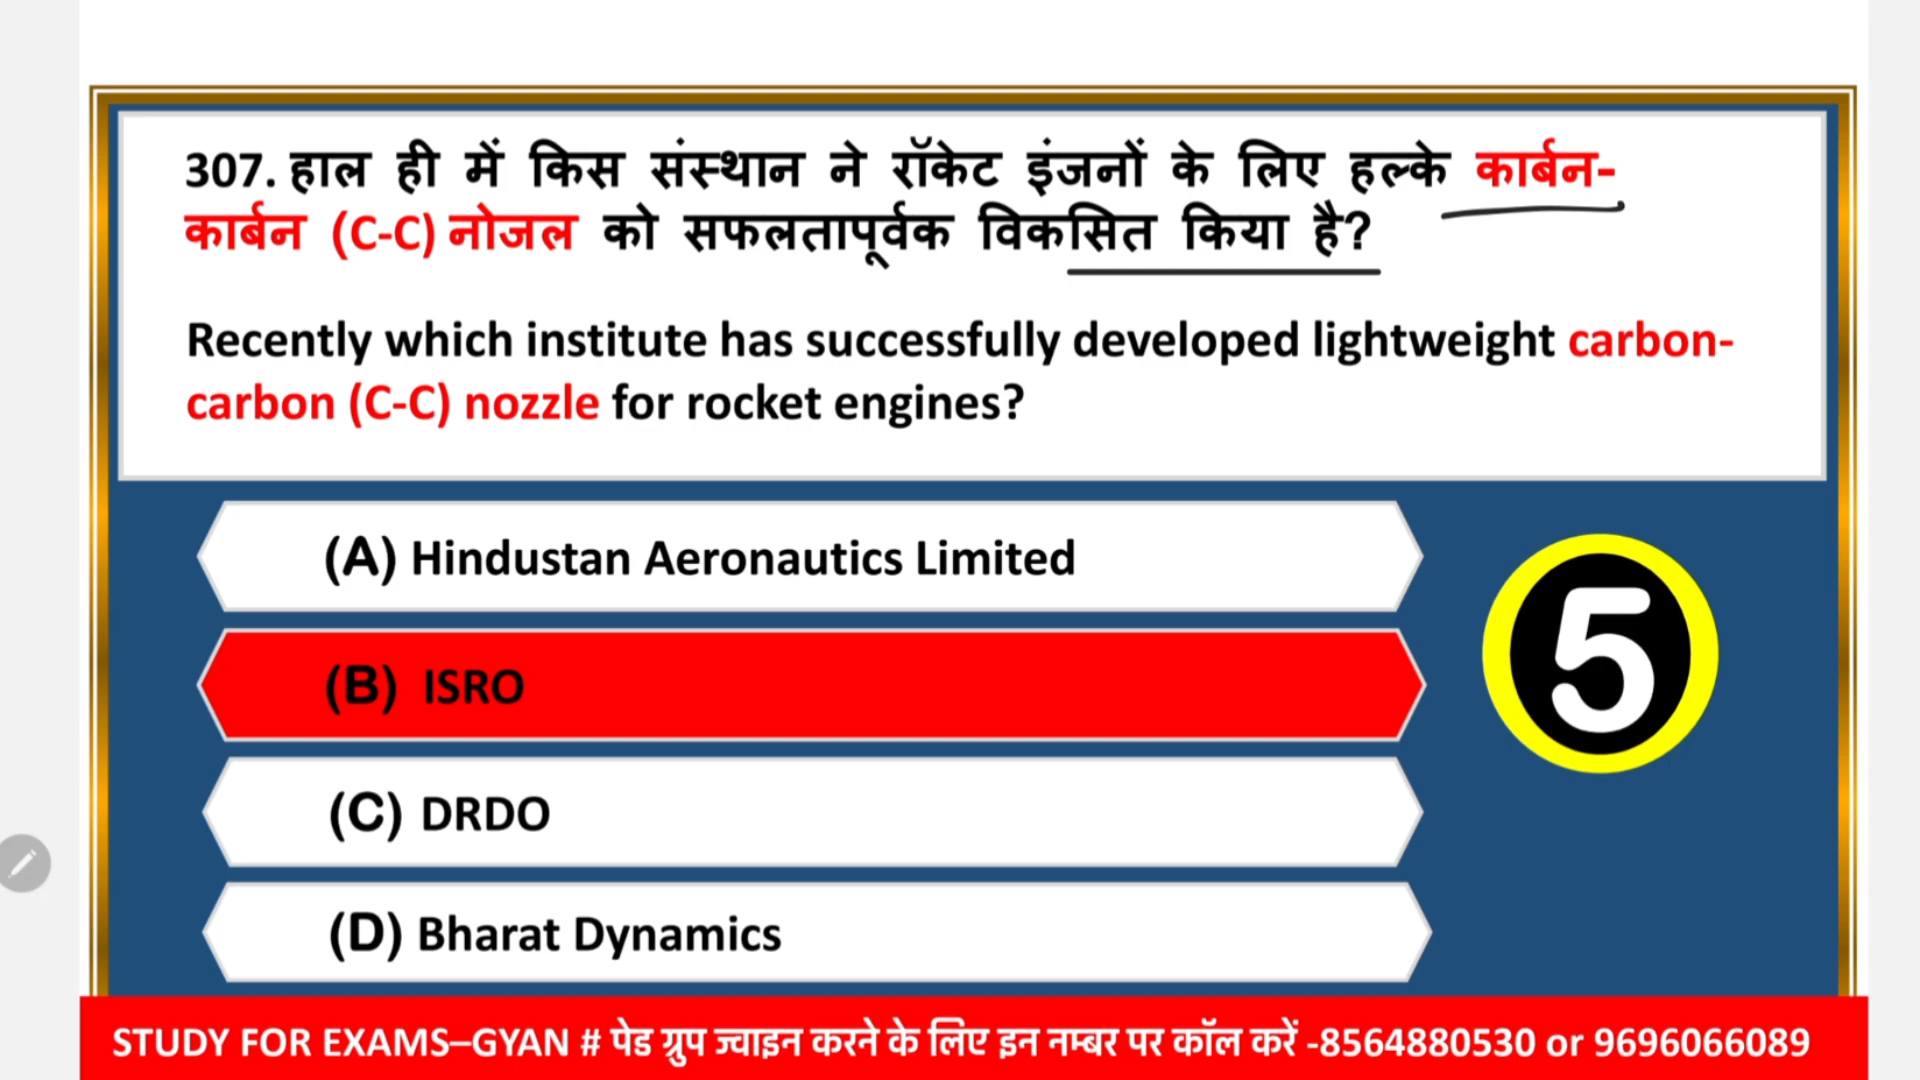 307. हाल ही में किस संस्थान ने रॉकेट इंजनों के लिए हल्के कार्बन-
कार्बन (C-C) नोजल को सफलतापूर्वक विकसित किया है?
Recently which institute has successfully developed lightweight carbon-
carbon (C-C) nozzle for rocket engines?
(A) Hindustan Aeronautics Limited
(B) ISRO
5
(C) DRDO
(D) Bharat Dynamics
STUDY FOR EXAMS–GYAN # पेड ग्रुप ज्वाइन करने के लिए इन नम्बर पर कॉल करें -8564880530 or 9696066089